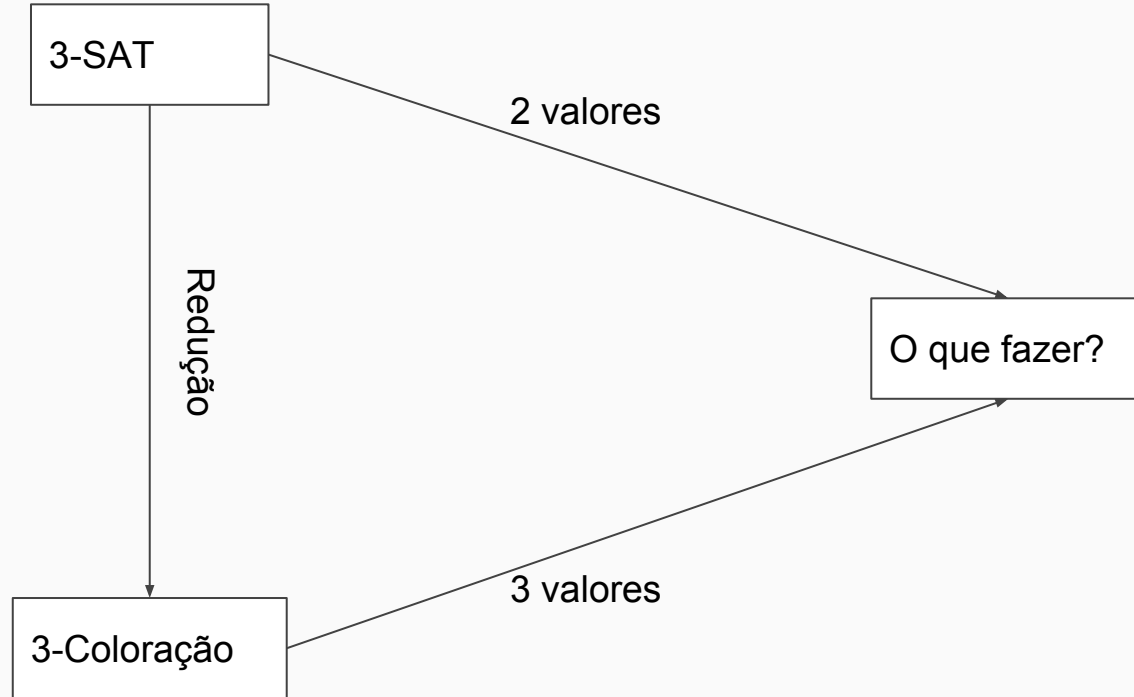 3-SAT
2 valores
Redução
O que fazer?
3 valores
3-Coloração